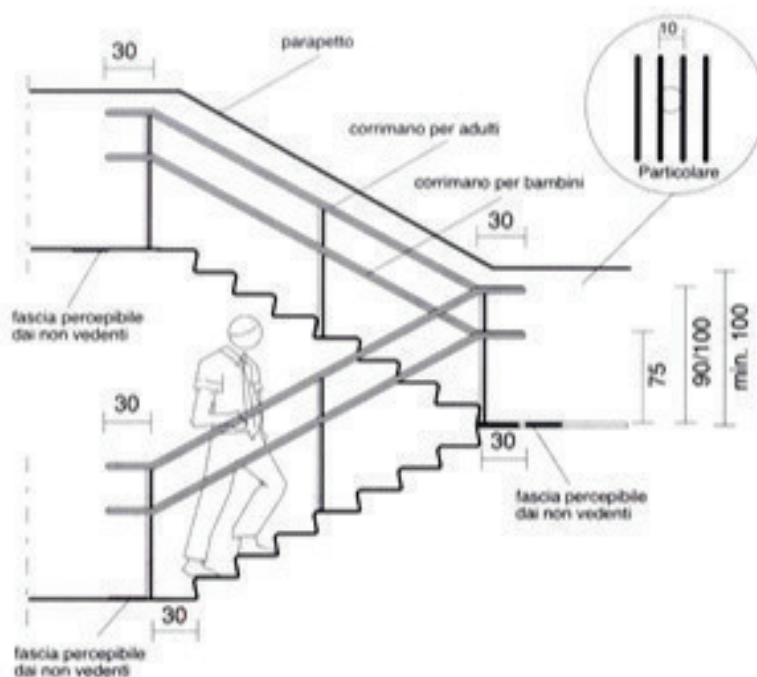 30
parapetto
10
Particolare
corrimano per adulti
corrimano per bambini
30
fascia percepibile
dai non vedenti
75
90/100
min. 100
30
30
fascia percepibile
dai non vedenti
30
fascia percepibile
dai non vedenti